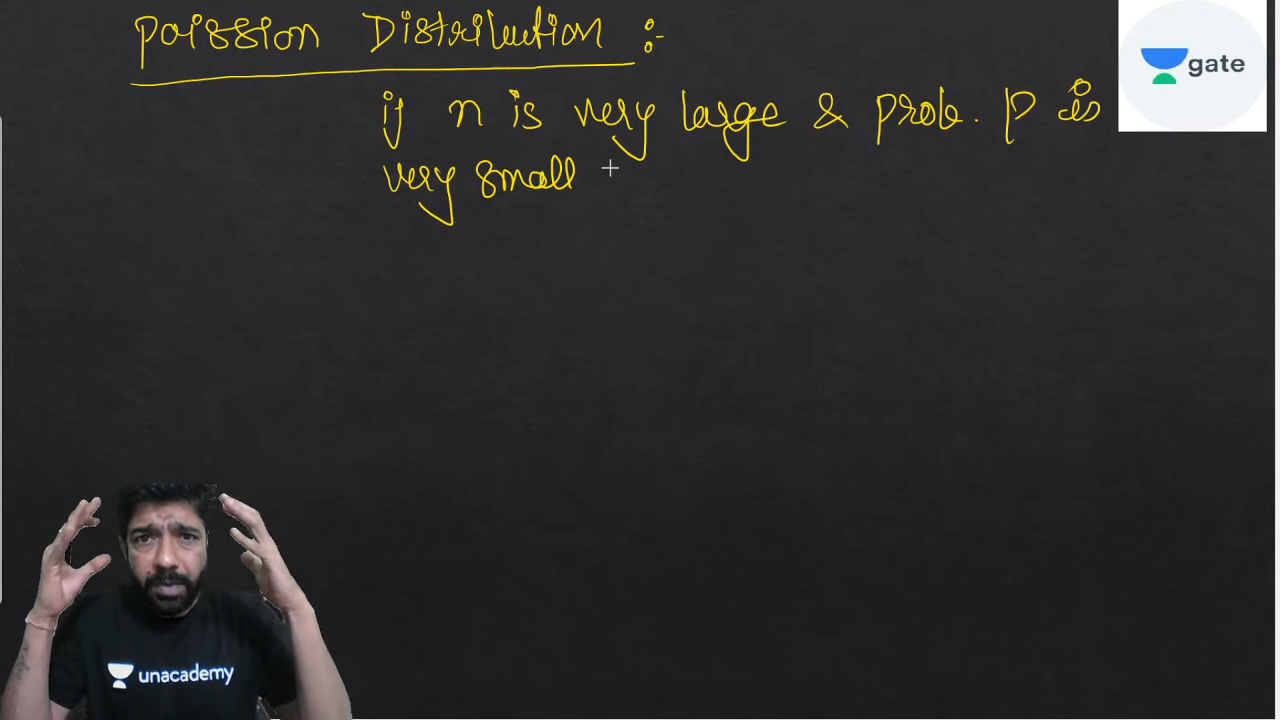 Poission Distribution :-
if n is very large & prob. p is
very small
gate
unacademy